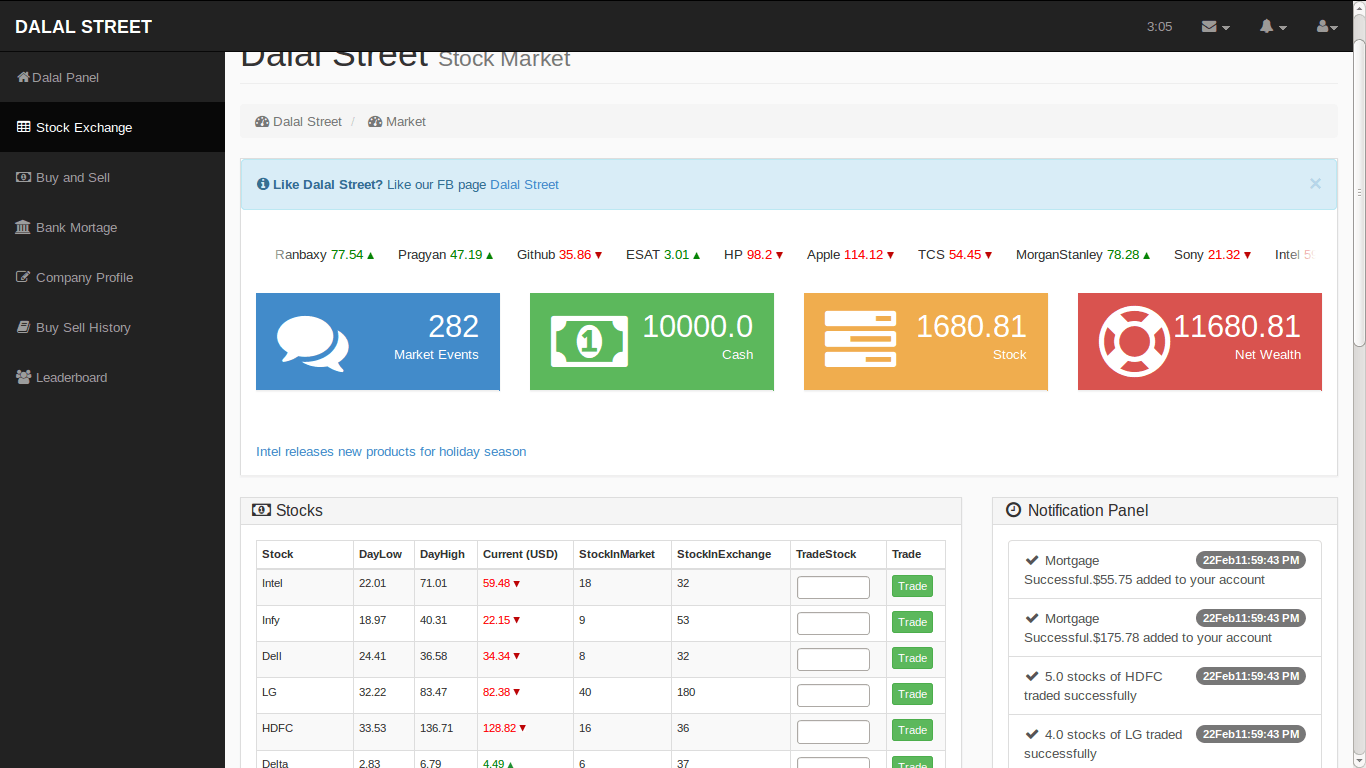 DALAL STREET 3:05
Dalal Panel
Stock Exchange
Buy and Sell
Bank Mortage
Company Profile
Buy Sell History
Leaderboard
Dalal Street Stock Market
Dalal Street / Market
Like Dalal Street? Like our FB page Dalal Street ×
Ranbaxy 77.54 ▲ Pragyan 47.19 ▲ Github 35.86 ▼ ESAT 3.01 ▲ HP 98.2 ▼ Apple 114.12 ▼ TCS 54.45 ▼ MorganStanley 78.28 ▲ Sony 21.32 ▼ Intel
282
Market Events
10000.0
Cash
1680.81
Stock
11680.81
Net Wealth
Intel releases new products for holiday season
Stocks
Stock DayLow DayHigh Current (USD) StockInMarket StockInExchange TradeStock Trade
Intel 22.01 71.01 59.48 ▼ 18 32 Trade
Infy 18.97 40.31 22.15 ▼ 9 53 Trade
Dell 24.41 36.58 34.34 ▼ 8 32 Trade
LG 32.22 83.47 82.38 ▼ 40 180 Trade
HDFC 33.53 136.71 128.82 ▼ 16 36 Trade
Delta 2.83 6.79 4.49 ▲ 6 37 Trade
Notification Panel
Mortgage 22Feb11:59:43 PM
Successful.$55.75 added to your account
Mortgage 22Feb11:59:43 PM
Successful.$175.78 added to your account
5.0 stocks of HDFC 22Feb11:59:43 PM
traded successfully
4.0 stocks of LG traded 22Feb11:59:43 PM
successfully